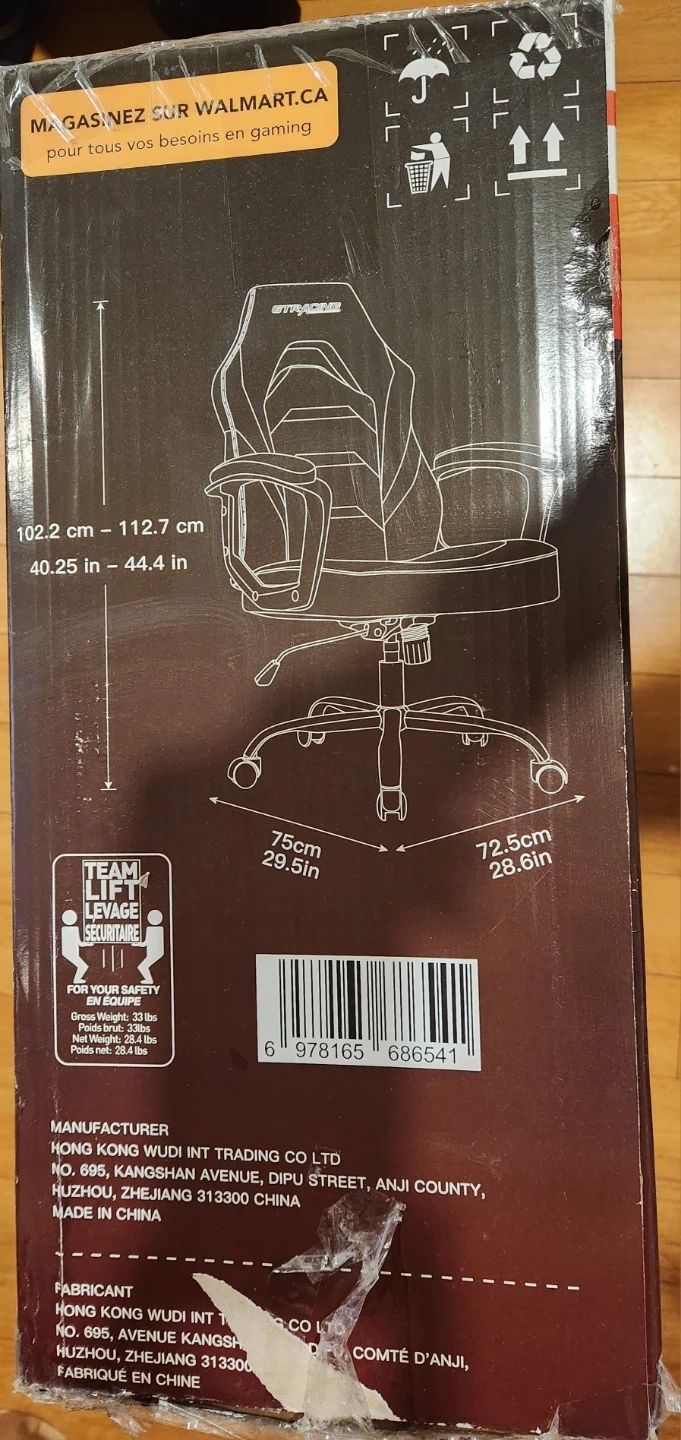 MAGASINEZ SUR WALMART.CA
pour tous vos besoins en gaming
GTRACING
102.2 cm – 112.7 cm
40.25 in – 44.4 in
75cm
29.5in
72.5cm
28.6in
TEAM
LIFT
LEVAGE
SÉCURITAIRE
FOR YOUR SAFETY
EN ÉQUIPE
Gross Weight: 33 lbs
Poids brut: 33lbs
Net Weight: 28.4 lbs
Poids net: 28.4 lbs
6 978165 686541
MANUFACTURER
HONG KONG WUDI INT TRADING CO LTD
NO. 695, KANGSHAN AVENUE, DIPU STREET, ANJI COUNTY,
HUZHOU, ZHEJIANG 313300 CHINA
MADE IN CHINA
FABRICANT
HONG KONG WUDI INT CO
NO. 695, AVENUE COMTÉ D'ANJI,
HUZHOU, ZHEJIANG 313300
FABRIQUÉ EN CHINE